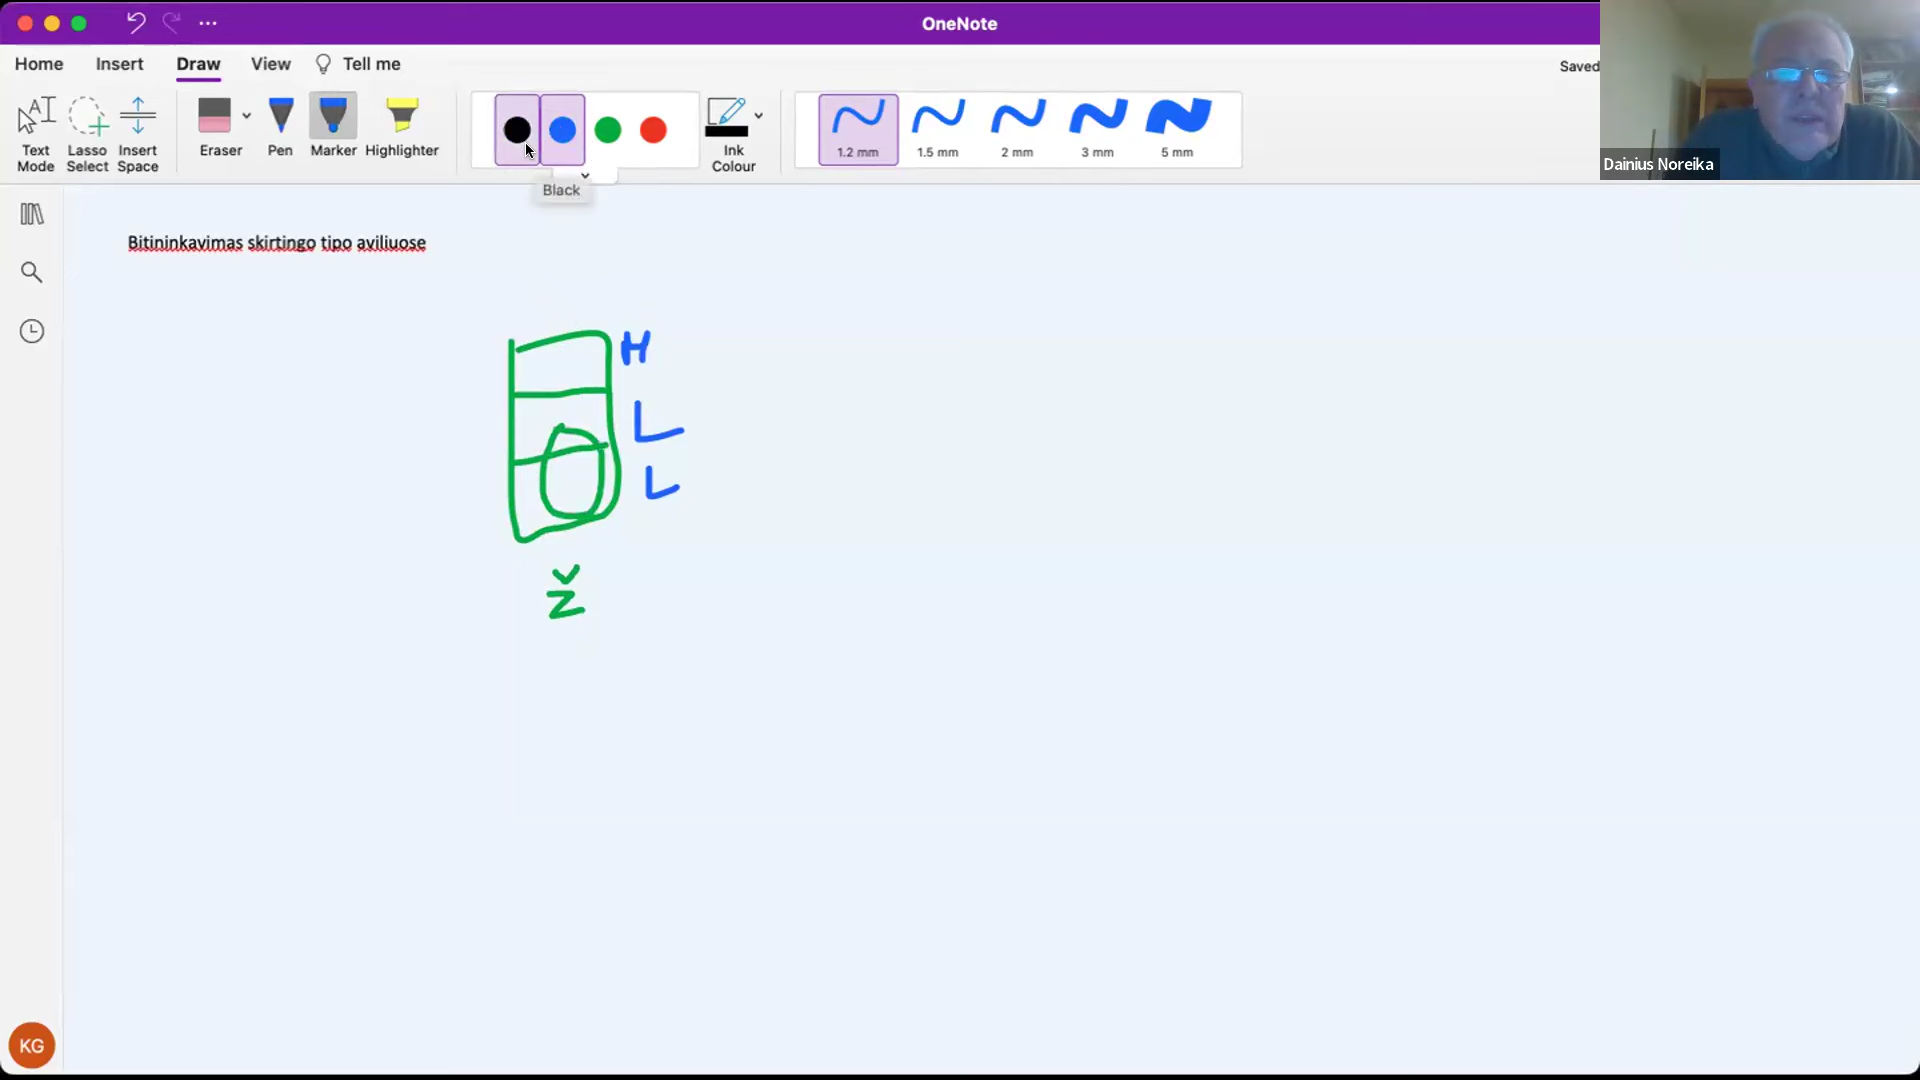 OneNote
Home Insert Draw View Tell me
Saved
Text Mode
Lasso Select
Insert Space
Eraser
Pen
Marker
Highlighter
Ink Colour
1.2 mm
1.5 mm
2 mm
3 mm
5 mm
Black
Dainius Noreika
Bitininkavimas skirtingo tipo aviliuose
H
L
L
Ž
KG